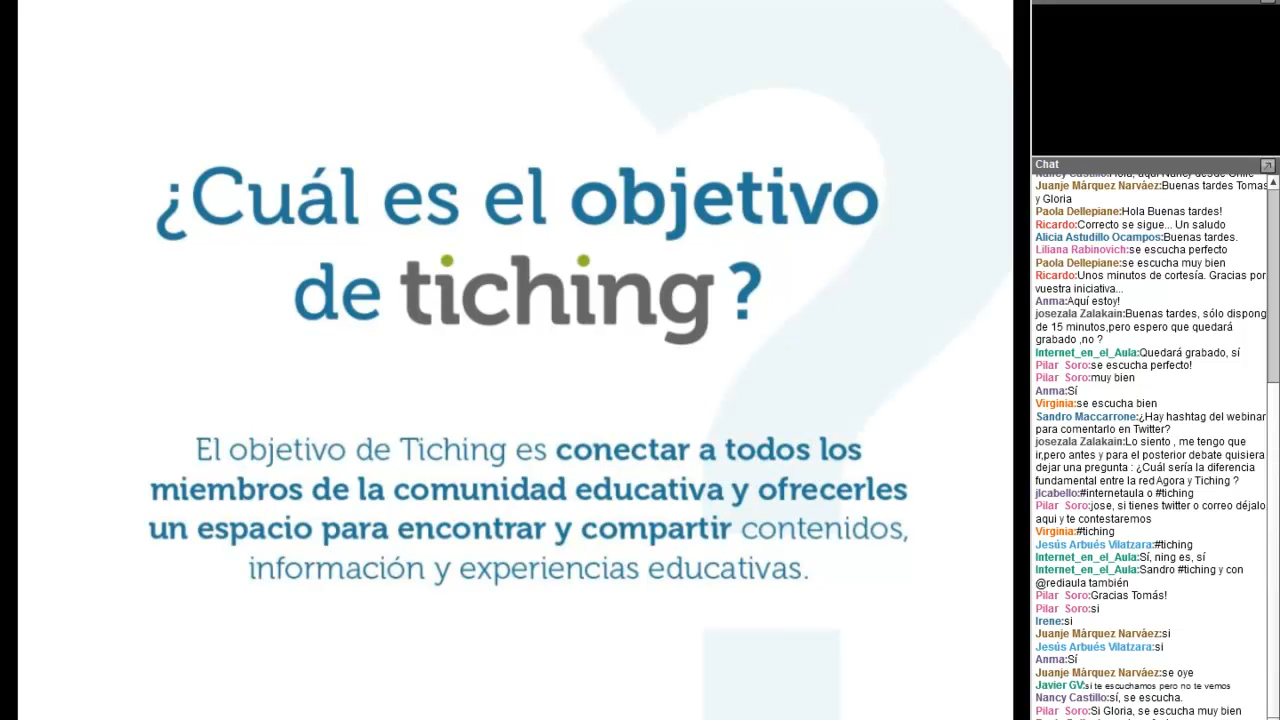 ¿Cuál es el objetivo
de tiching ?
El objetivo de Tiching es conectar a todos los
miembros de la comunidad educativa y ofrecerles
un espacio para encontrar y compartir contenidos,
información y experiencias educativas.
Chat
Nancy Castillo:Hola, aquí Nancy desde Chile
Juanje Márquez Narváez:Buenas tardes Tomas
y Gloria
Paola Dellepiane:Hola Buenas tardes!
Ricardo:Correcto se sigue... Un saludo
Alicia Astudillo Ocampos:Buenas tardes.
Liliana Rabinovich:se escucha perfecto
Paola Dellepiane:se escucha muy bien
Ricardo:Unos minutos de cortesía. Gracias por
vuestra iniciativa...
Anma:Aquí estoy!
josezala Zalakain:Buenas tardes, sólo dispong
de 15 minutos,pero espero que quedará
grabado ,no ?
Internet_en_el_Aula:Quedará grabado, sí
Pilar Soro:se escucha perfecto!
Pilar Soro:muy bien
Anma:Sí
Virginia:se escucha bien
Sandro Maccarrone:¿Hay hashtag del webinar
para comentarlo en Twitter?
josezala Zalakain:Lo siento , me tengo que
ir,pero antes y para el posterior debate quisiera
dejar una pregunta : ¿Cuál sería la diferencia
fundamental entre la red Agora y Tiching ?
jlcabello:#internetaula o #tiching
Pilar Soro:jose, si tienes twitter o correo déjalo
aqui y te contestaremos
Virginia:#tiching
Jesús Arbués Vilatzara:#tiching
Internet_en_el_Aula:Sí, ning es, sí
Internet_en_el_Aula:Sandro #tiching y con
@rediaula también
Pilar Soro:Gracias Tomás!
Pilar Soro:si
Irene:si
Juanje Márquez Narváez:si
Jesús Arbués Vilatzara:si
Anma:Sí
Juanje Márquez Narváez:se oye
Javier GV:si te escuchamos pero no te vemos
Nancy Castillo:sí, se escucha.
Pilar Soro:Si Gloria, se escucha muy bien